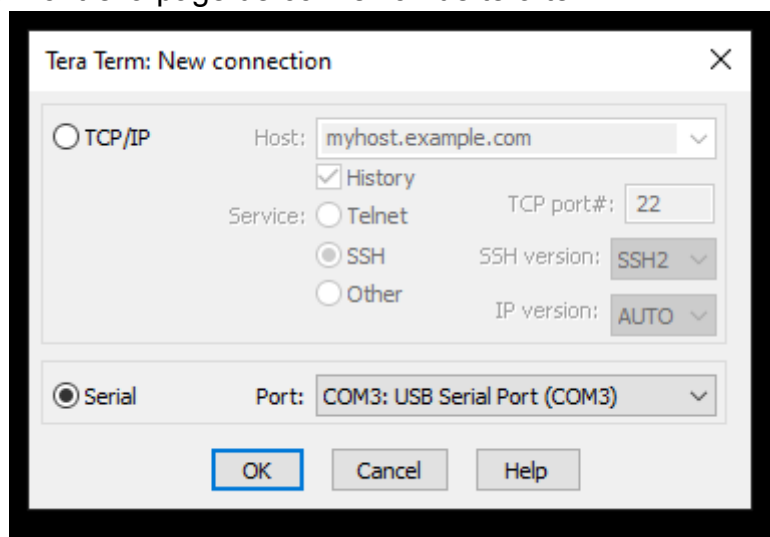 Tera Term: New connection
TCP/IP Host: myhost.example.com
History
Service: Telnet TCP port#: 22
SSH SSH version: SSH2
Other IP version: AUTO
Serial Port: COM3: USB Serial Port (COM3)
OK Cancel Help